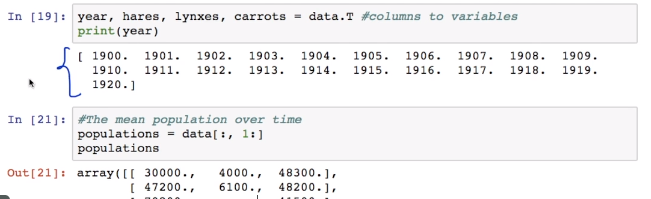 In [19]: year, hares, lynxes, carrots = data.T #columns to variables
print(year)
[ 1900. 1901. 1902. 1903. 1904. 1905. 1906. 1907. 1908. 1909.
1910. 1911. 1912. 1913. 1914. 1915. 1916. 1917. 1918. 1919.
1920.]
In [21]: #The mean population over time
populations = data[:, 1:]
populations
Out[21]: array([[ 30000., 4000., 48300.],
[ 47200., 6100., 48200.],